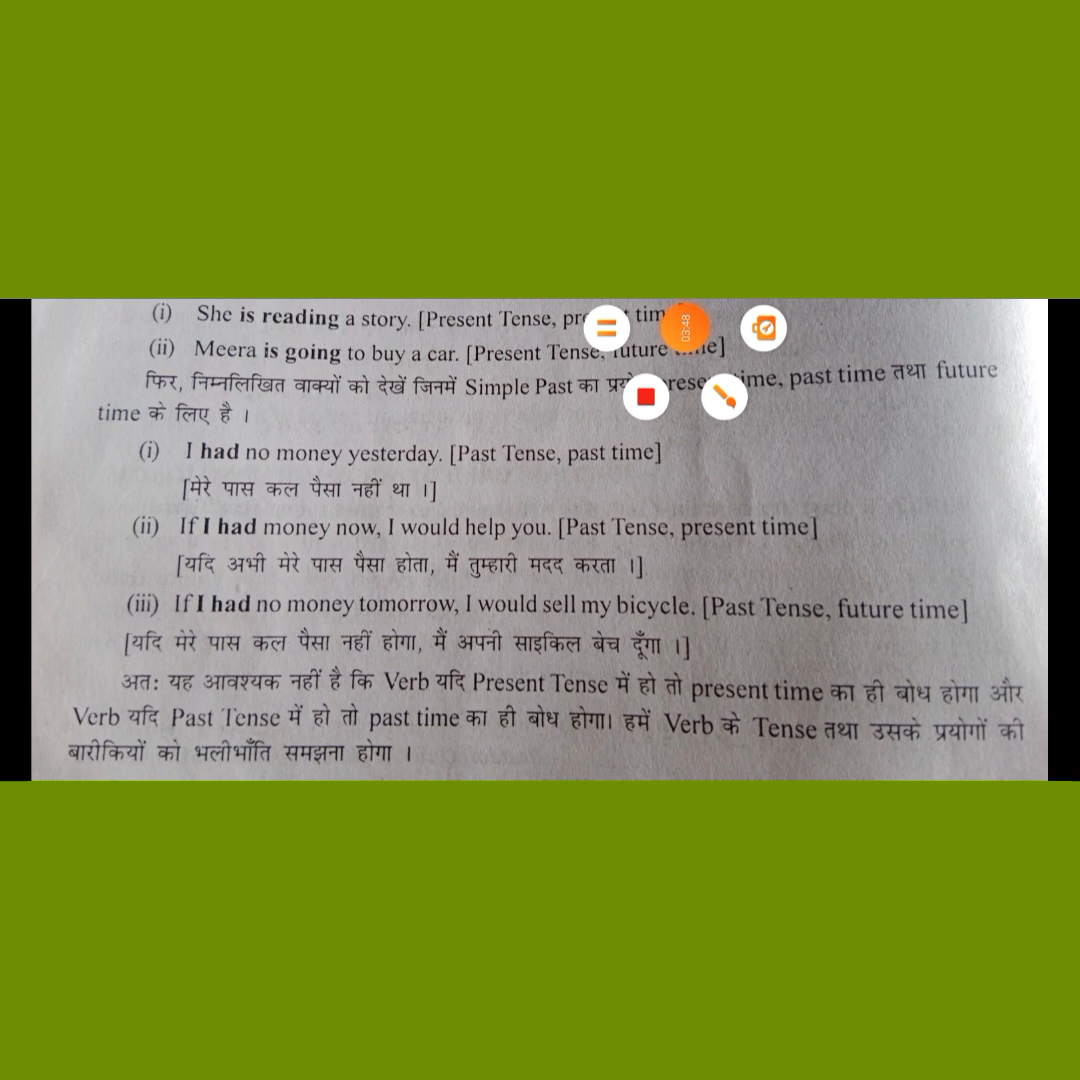 (i) She is reading a story. [Present Tense,
(ii) Meera is going to buy a car. [Present Tense, future
फिर, निम्नलिखित वाक्यों को देखें जिनमें Simple Past का time, past time तथा future
time के लिए है ।
(i) I had no money yesterday. [Past Tense, past time]
[मेरे पास कल पैसा नहीं था ।]
(ii) If I had money now, I would help you. [Past Tense, present time]
[यदि अभी मेरे पास पैसा होता, मैं तुम्हारी मदद करता ।]
(iii) If I had no money tomorrow, I would sell my bicycle. [Past Tense, future time]
[यदि मेरे पास कल पैसा नहीं होगा, मैं अपनी साइकिल बेच दूँगा ।]
अतः यह आवश्यक नहीं है कि Verb यदि Present Tense में हो तो present time का ही बोध होगा और
Verb यदि Past Tense में हो तो past time का ही बोध होगा। हमें Verb के Tense तथा उसके प्रयोगों की
बारीकियों को भलीभाँति समझना होगा ।
03:48